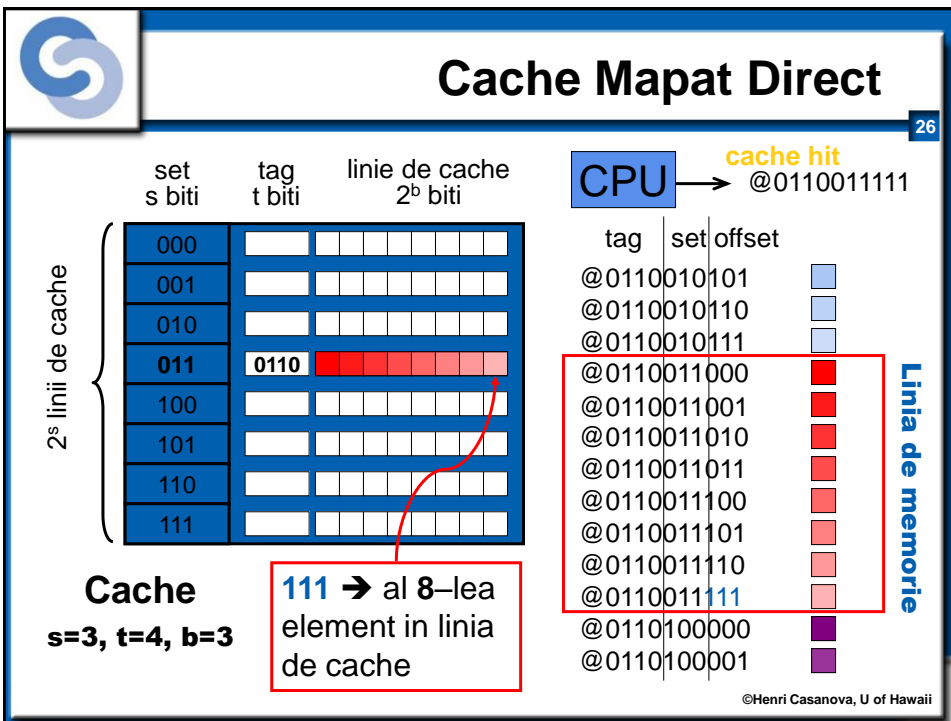 Cache Mapat Direct
26
set
s biti
tag
t biti
linie de cache
2ᵇ biti
2ˢ linii de cache
000
001
010
011 0110
100
101
110
111
Cache
s=3, t=4, b=3
111 ➔ al 8–lea
element in linia
de cache
CPU
cache hit
@0110011111
tag set offset
@0110010101
@0110010110
@0110010111
@0110011000
@0110011001
@0110011010
@0110011011
@0110011100
@0110011101
@0110011110
@0110011111
@0110100000
@0110100001
Linia de memorie
©Henri Casanova, U of Hawaii